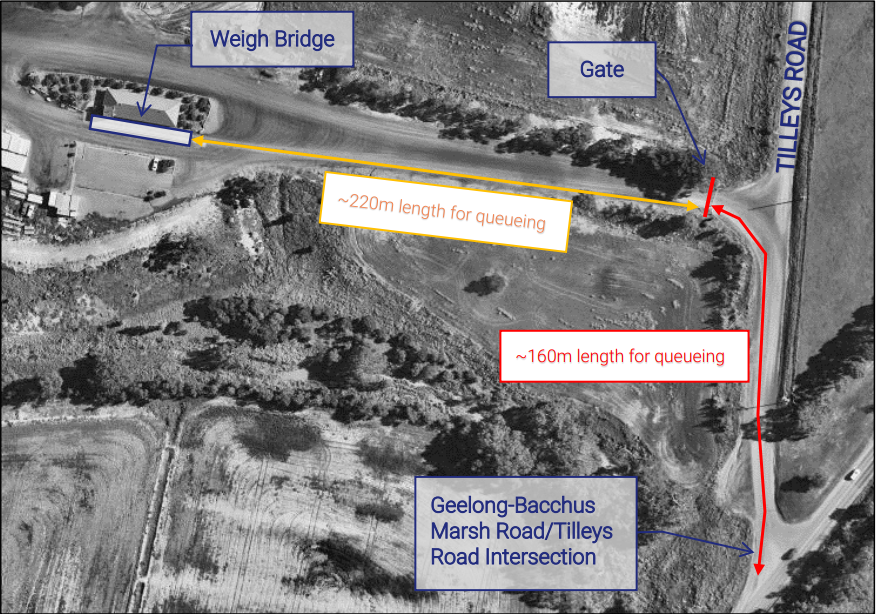 Weigh Bridge
Gate
TILLEYS ROAD
~220m length for queueing
~160m length for queueing
Geelong-Bacchus
Marsh Road/Tilleys
Road Intersection